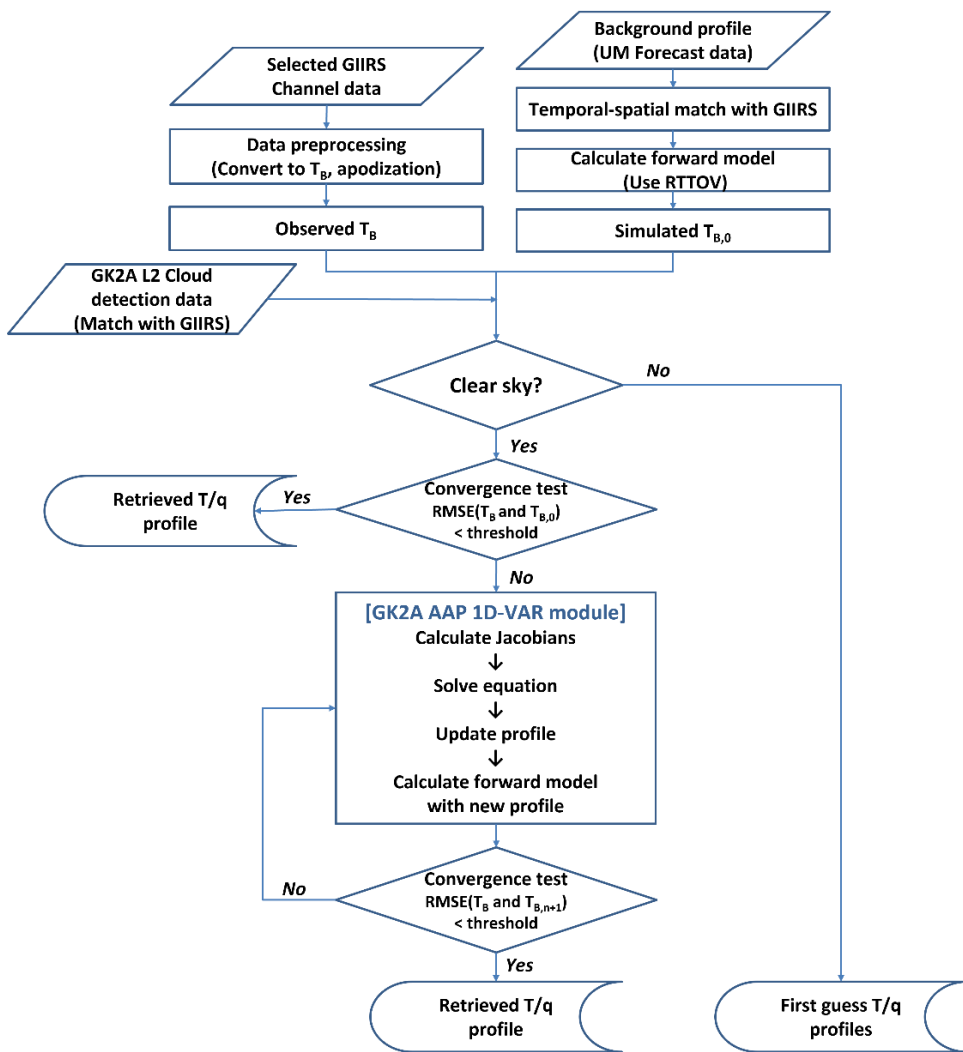 Selected GIIRS
Channel data
Background profile
(UM Forecast data)
Data preprocessing
(Convert to TB, apodization)
Temporal-spatial match with GIIRS
Calculate forward model
(Use RTTOV)
Observed TB
Simulated TB,0
GK2A L2 Cloud
detection data
(Match with GIIRS)
Clear sky?
No
Yes
Convergence test
RMSE(TB and TB,0)
< threshold
Yes
Retrieved T/q
profile
No
[GK2A AAP 1D-VAR module]
Calculate Jacobians
↓
Solve equation
↓
Update profile
↓
Calculate forward model
with new profile
Convergence test
RMSE(TB and TB,n+1)
< threshold
No
Yes
Retrieved T/q
profile
First guess T/q
profiles